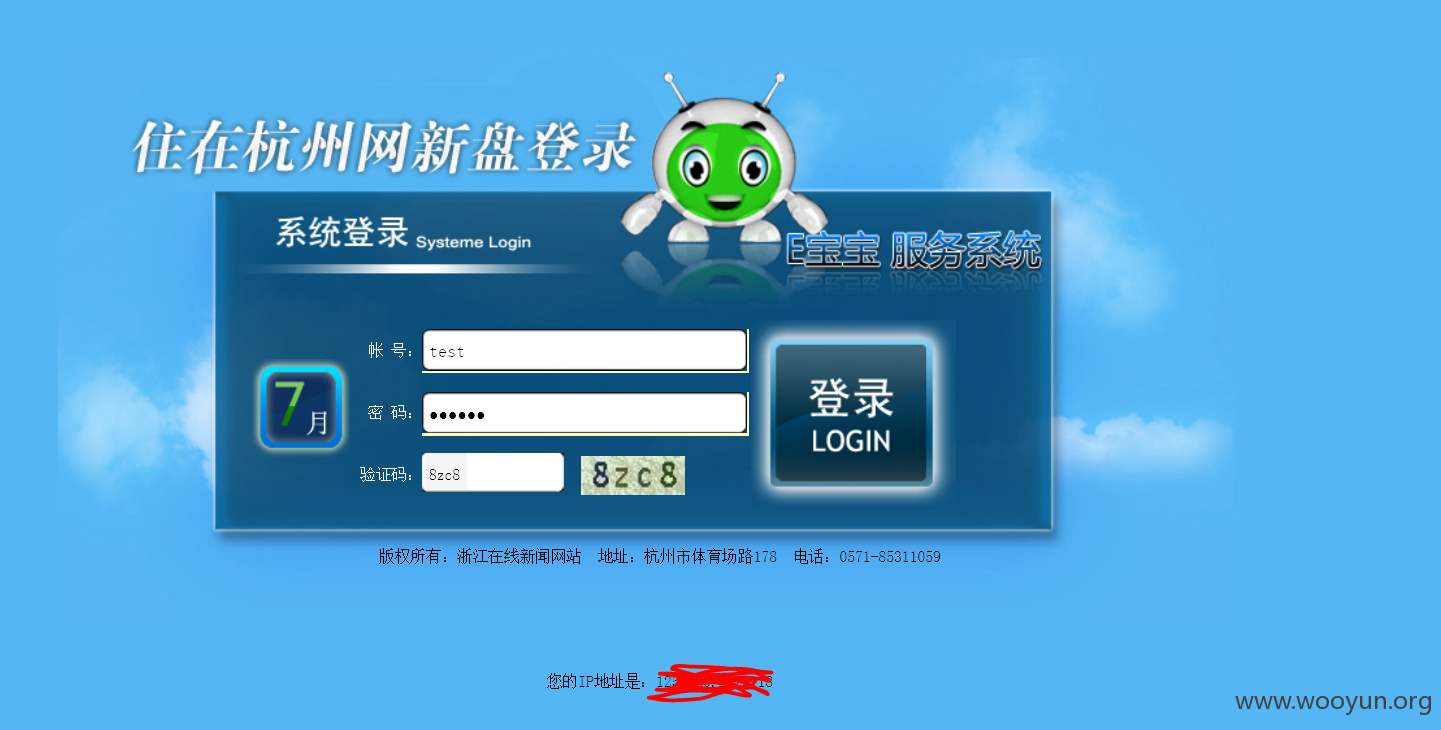 住在杭州网新盘登录
系统登录 Systeme Login
E宝宝 服务系统
帐 号： test
7月
密 码： ●●●●●●
验证码： 8zc8 8zc8
登录
LOGIN
版权所有：浙江在线新闻网站 地址：杭州市体育场路178 电话：0571-85311059
您的IP地址是：
www.wooyun.org